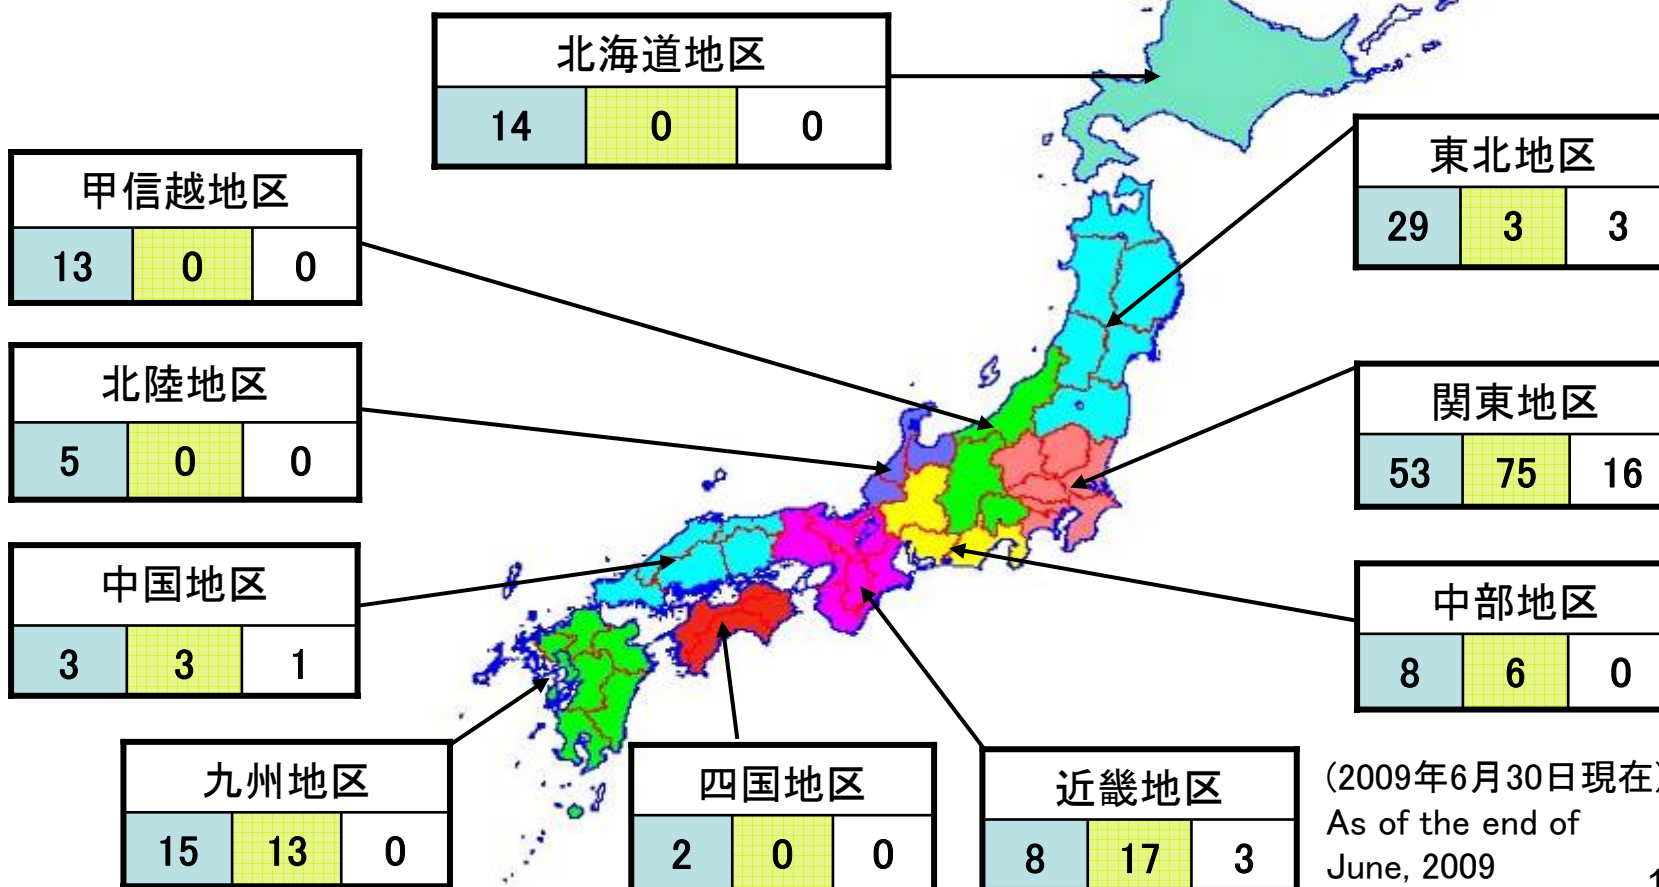 北海道地区
14 0 0
東北地区
29 3 3
甲信越地区
13 0 0
北陸地区
5 0 0
関東地区
53 75 16
中国地区
3 3 1
中部地区
8 6 0
九州地区
15 13 0
四国地区
2 0 0
近畿地区
8 17 3
(2009年6月30日現在)
As of the end of
June, 2009
1